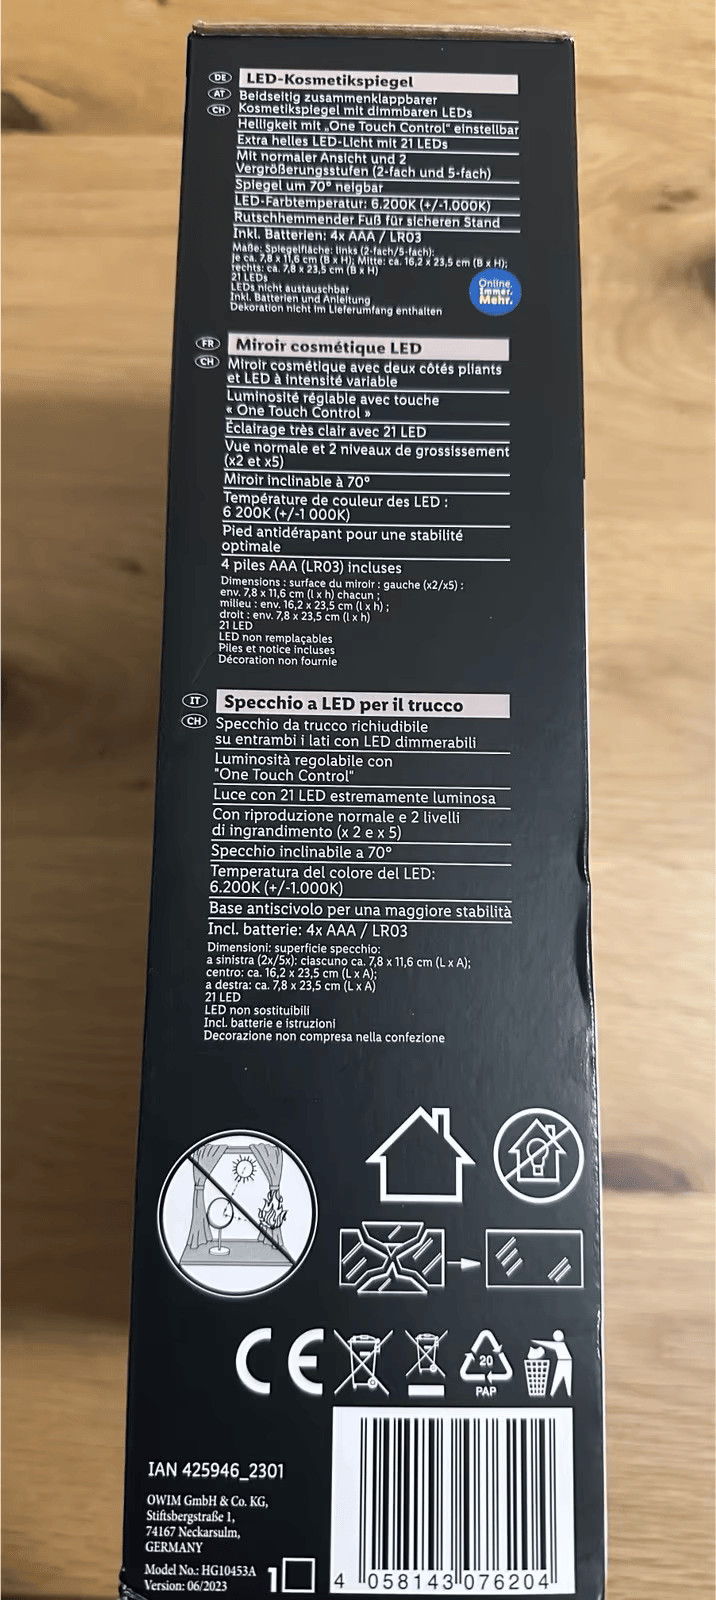 DE
LED-Kosmetikspiegel
AT
Beidseitig zusammenklappbarer
CH
Kosmetikspiegel mit dimmbaren LEDs
Helligkeit mit „One Touch Control" einstellbar
Extra helles LED-Licht mit 21 LEDs
Mit normaler Ansicht und 2
Vergrößerungsstufen (2-fach und 5-fach)
Spiegel um 70° neigbar
LED-Farbtemperatur: 6.200K (+/-1.000K)
Rutschhemmender Fuß für sicheren Stand
Inkl. Batterien: 4x AAA / LR03
Maße: Spiegelfläche: links (2-fach/5-fach):
je ca. 7,8 x 11,6 cm (B x H); Mitte: ca. 16,2 x 23,5 cm (B x H);
rechts: ca. 7,8 x 23,5 cm (B x H)
21 LEDs
LEDs nicht austauschbar
Inkl. Batterien und Anleitung
Dekoration nicht im Lieferumfang enthalten
Online.
Immer.
Mehr.
FR
Miroir cosmétique LED
CH
Miroir cosmétique avec deux côtés pliants
et LED à intensité variable
Luminosité réglable avec touche
« One Touch Control »
Éclairage très clair avec 21 LED
Vue normale et 2 niveaux de grossissement
(x2 et x5)
Miroir inclinable à 70°
Température de couleur des LED :
6 200K (+/-1 000K)
Pied antidérapant pour une stabilité
optimale
4 piles AAA (LR03) incluses
Dimensions : surface du miroir : gauche (x2/x5) :
env. 7,8 x 11,6 cm (l x h) chacun ;
milieu : env. 16,2 x 23,5 cm (l x h) ;
droit : env. 7,8 x 23,5 cm (l x h)
21 LED
LED non remplaçables
Piles et notice incluses
Décoration non fournie
IT
Specchio a LED per il trucco
CH
Specchio da trucco richiudibile
su entrambi i lati con LED dimmerabili
Luminosità regolabile con
"One Touch Control"
Luce con 21 LED estremamente luminosa
Con riproduzione normale e 2 livelli
di ingrandimento (x 2 e x 5)
Specchio inclinabile a 70°
Temperatura del colore del LED:
6.200K (+/-1.000K)
Base antiscivolo per una maggiore stabilità
Incl. batterie: 4x AAA / LR03
Dimensioni: superficie specchio:
a sinistra (2x/5x): ciascuno ca. 7,8 x 11,6 cm (L x A);
centro: ca. 16,2 x 23,5 cm (L x A);
a destra: ca. 7,8 x 23,5 cm (L x A)
21 LED
LED non sostituibili
Incl. batterie e istruzioni
Decorazione non compresa nella confezione
CE
20
PAP
IAN 425946_2301
OWIM GmbH & Co. KG,
Stiftsbergstraße 1,
74167 Neckarsulm,
GERMANY
Model No.: HG10453A
Version: 06/2023
1
4 058143 076204